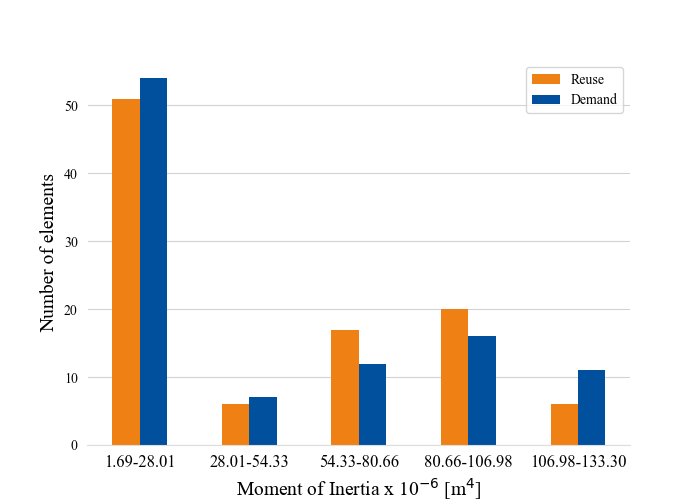 Reuse
Demand
Number of elements
50
40
30
20
10
0
1.69-28.01 28.01-54.33 54.33-80.66 80.66-106.98 106.98-133.30
Moment of Inertia x 10⁻⁶ [m⁴]